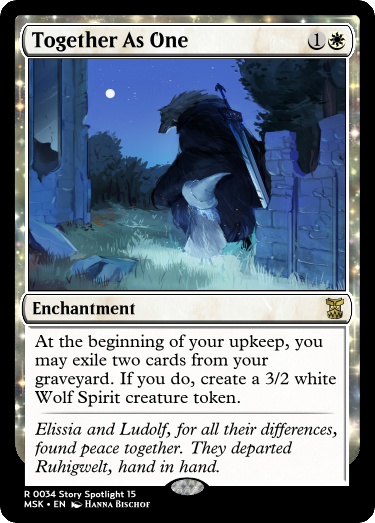 Together As One 1
Enchantment
At the beginning of your upkeep, you
may exile two cards from your
graveyard. If you do, create a 3/2 white
Wolf Spirit creature token.
Elissia and Ludolf, for all their differences,
found peace together. They departed
Ruhigwelt, hand in hand.
R 0034 Story Spotlight 15
MSK • EN Hanna Bischof